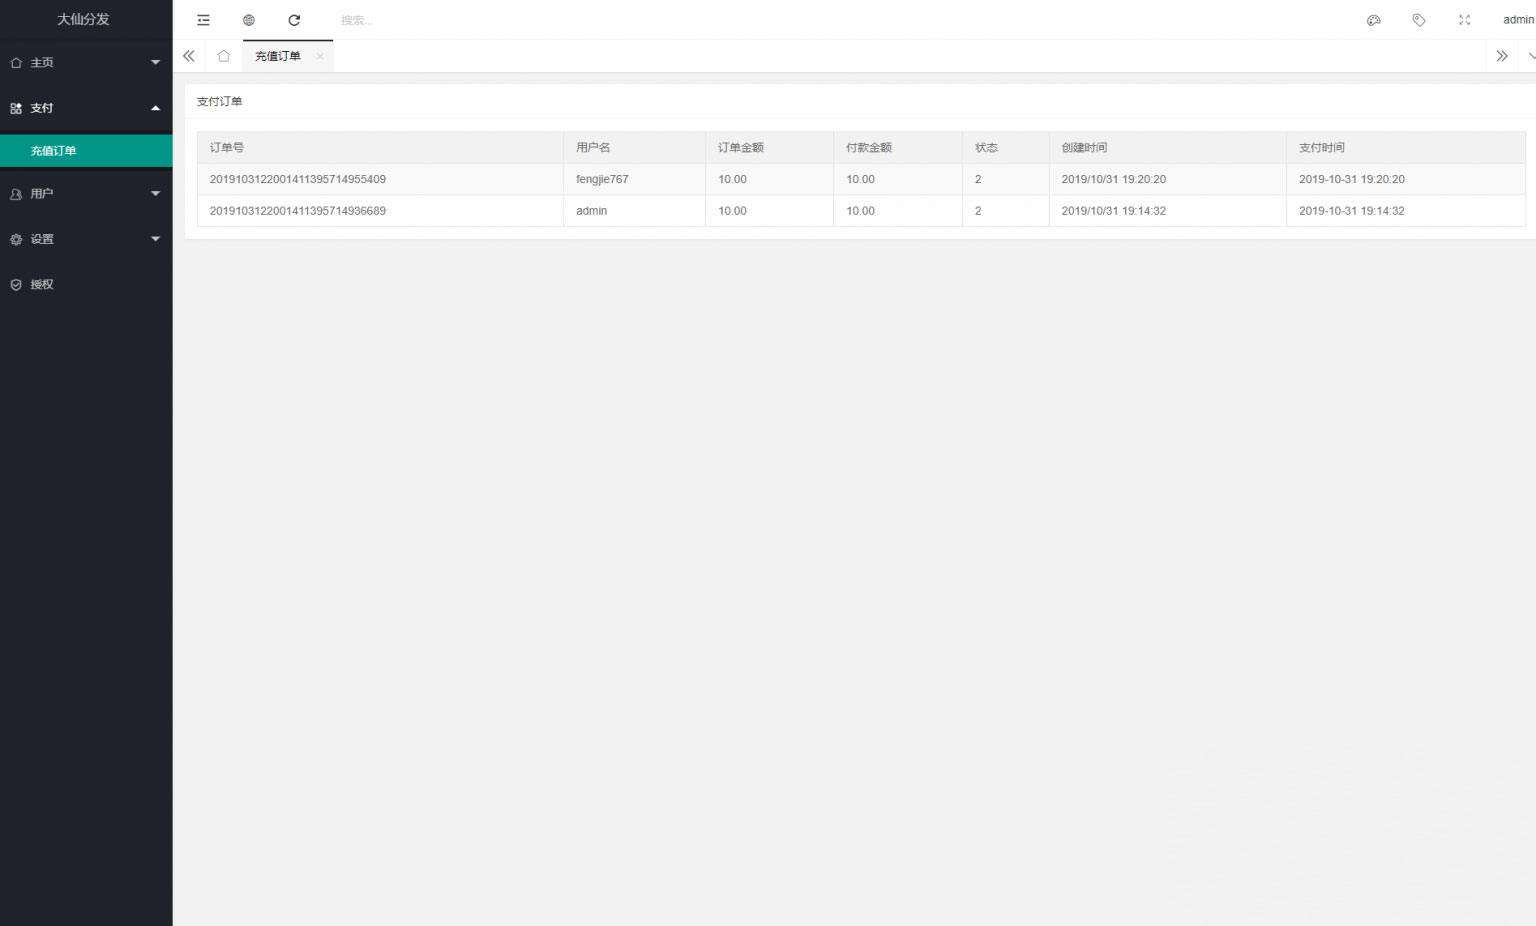 大仙分发
搜索...
admin
主页
充值订单
支付
支付订单
充值订单
订单号 用户名 订单金额 付款金额 状态 创建时间 支付时间
2019103122001411395714955409 fengjie767 10.00 10.00 2 2019/10/31 19:20:20 2019-10-31 19:20:20
用户
2019103122001411395714936689 admin 10.00 10.00 2 2019/10/31 19:14:32 2019-10-31 19:14:32
设置
授权